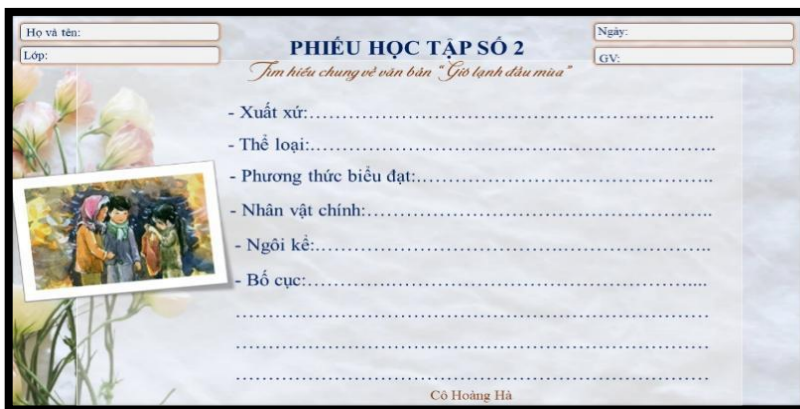 Họ và tên:
Lớp:
Ngày:
GV:
PHIẾU HỌC TẬP SỐ 2
Tìm hiểu chung về văn bản “Gió lạnh đầu mùa”
- Xuất xứ:…………………………………………………………..
- Thể loại:…………………………………………………………..
- Phương thức biểu đạt:…………………………………………….
- Nhân vật chính:……………………………………………………..
- Ngôi kể:……………………………………………………………..
- Bố cục:……………………………………………………………....
…………………………………………………………………………
…………………………………………………………………………
…………………………………………………………………………
Cô Hoàng Hà